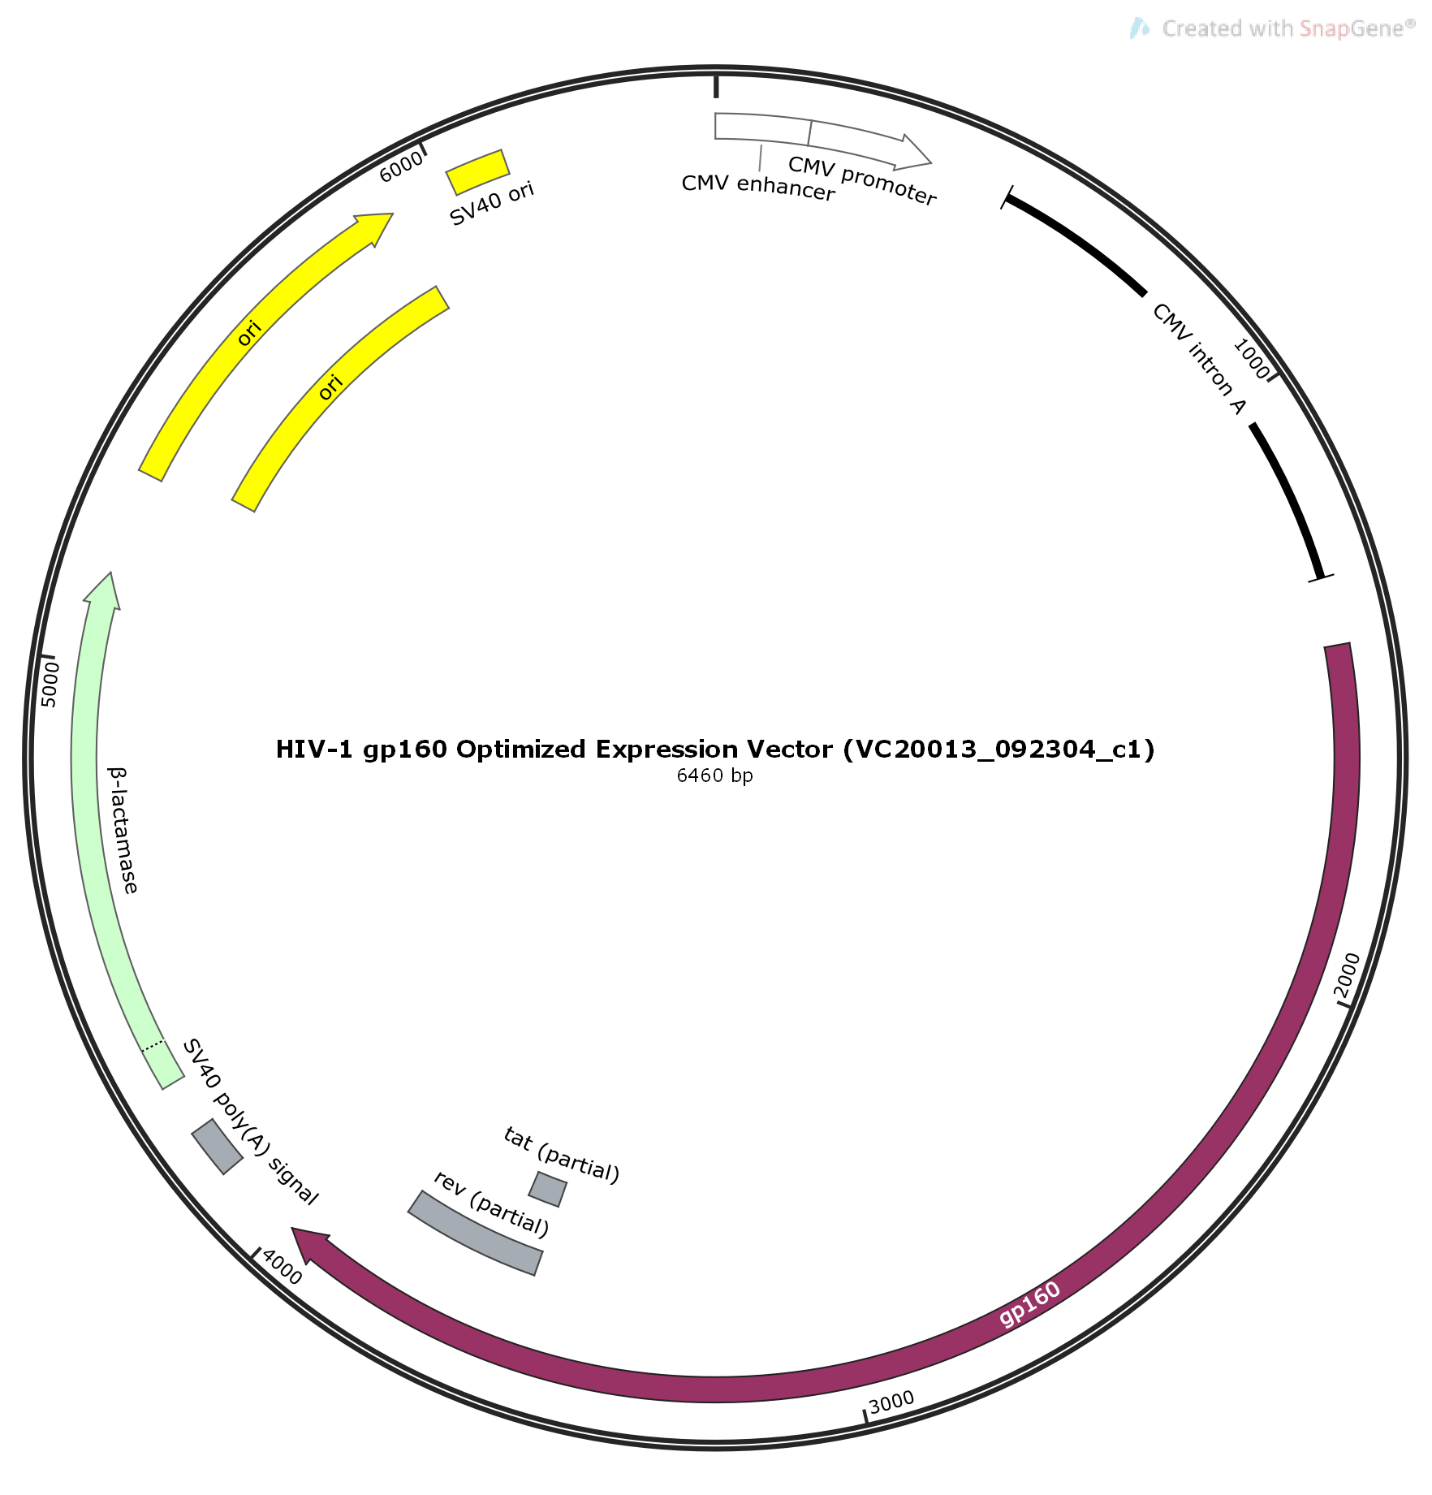 Created with SnapGene®
CMV enhancer
CMV promoter
CMV intron A
1000
2000
gp160
3000
tat (partial)
rev (partial)
4000
SV40 poly(A) signal
β-lactamase
5000
ori
ori
6000
SV40 ori
HIV-1 gp160 Optimized Expression Vector (VC20013_092304_c1)
6460 bp